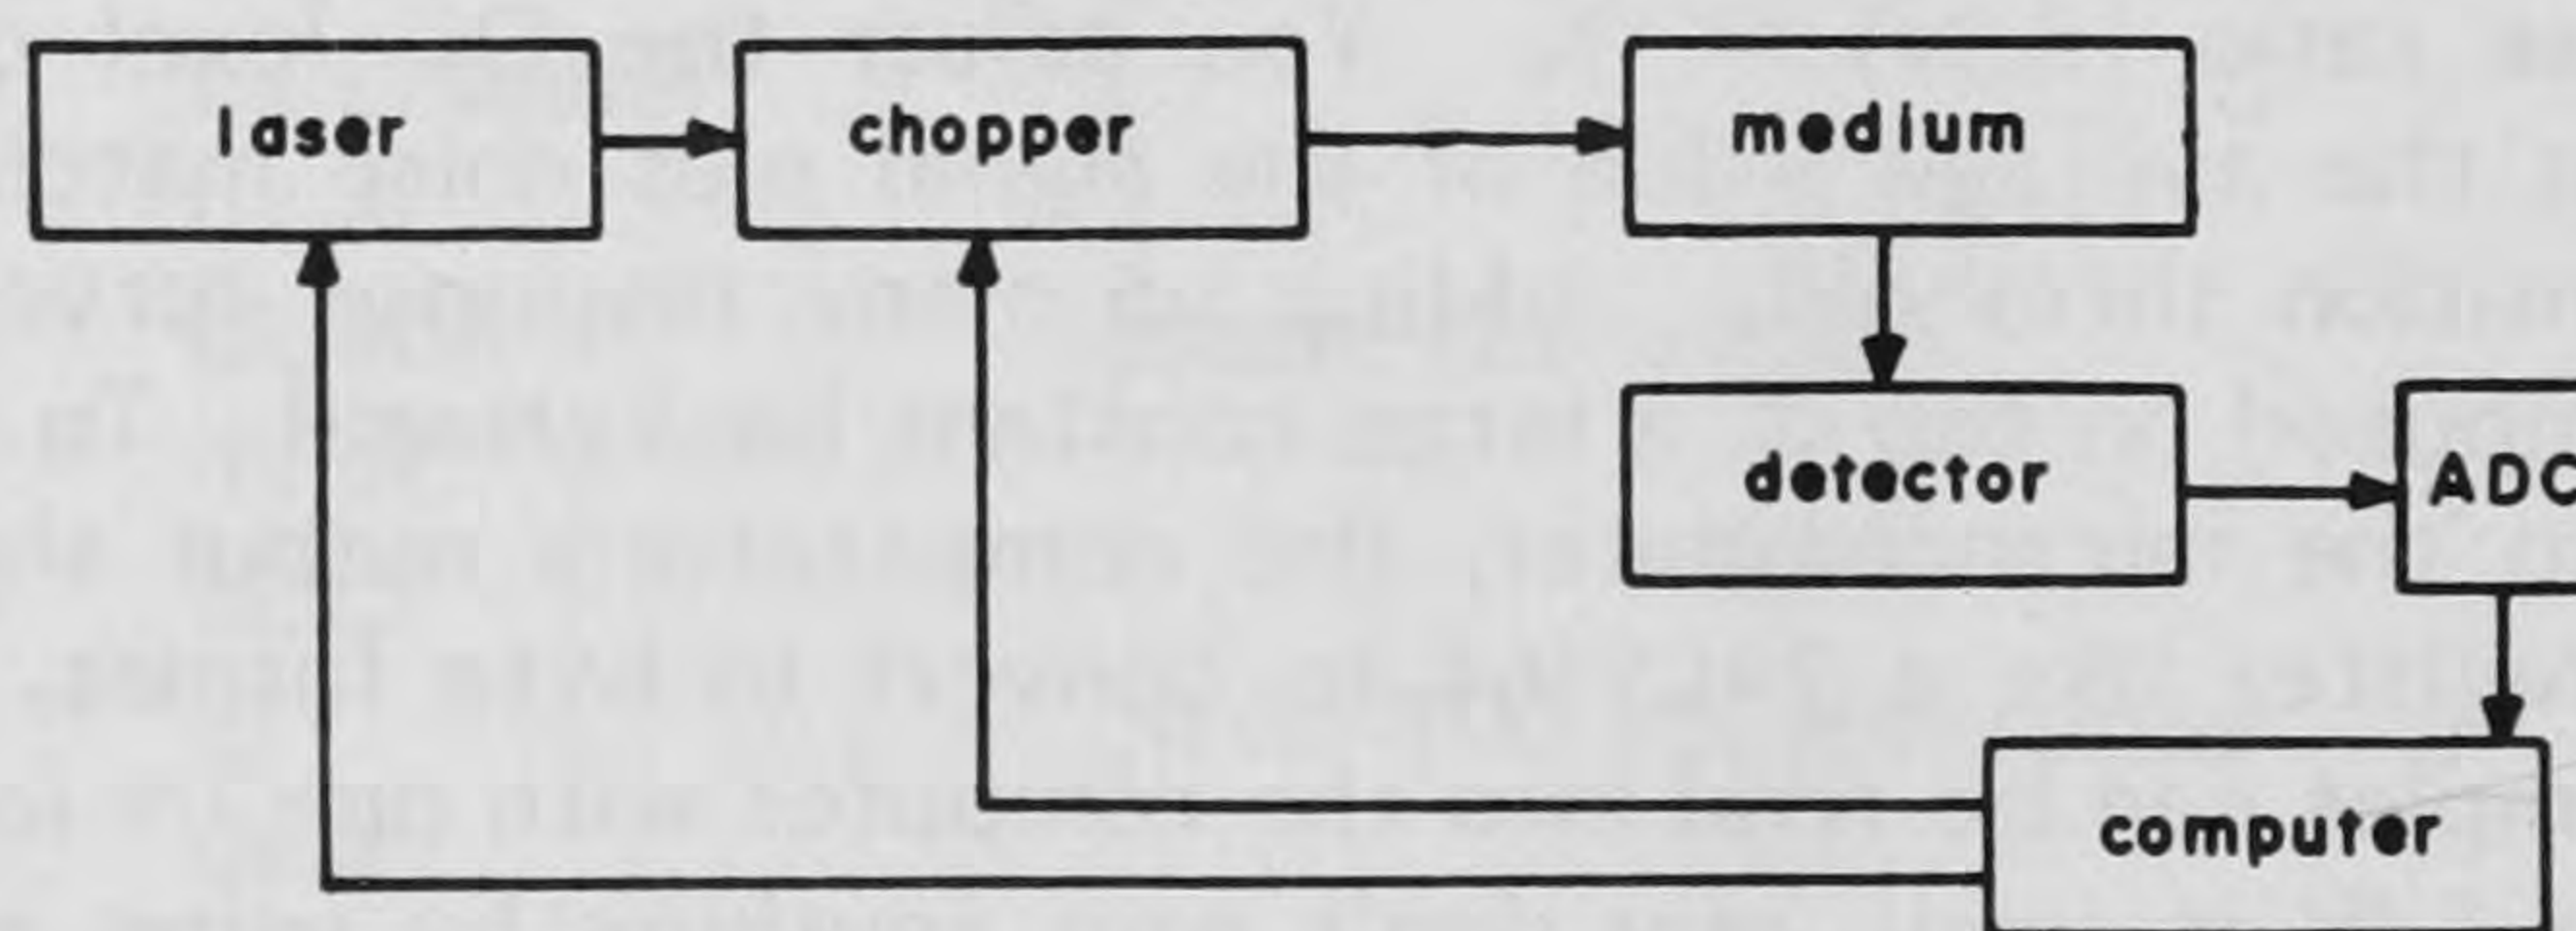 laser
chopper
medium
detector
ADC
computer